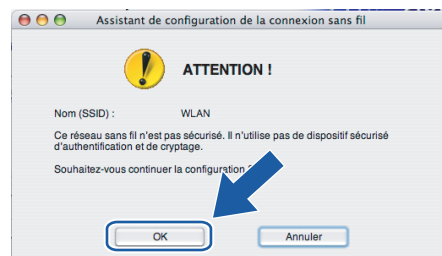 Assistant de configuration de la connexion sans fil
ATTENTION !
Nom (SSID) : WLAN
Ce réseau sans fil n'est pas sécurisé. Il n'utilise pas de dispositif sécurisé
d'authentification et de cryptage.
Souhaitez-vous continuer la configuration
OK Annuler